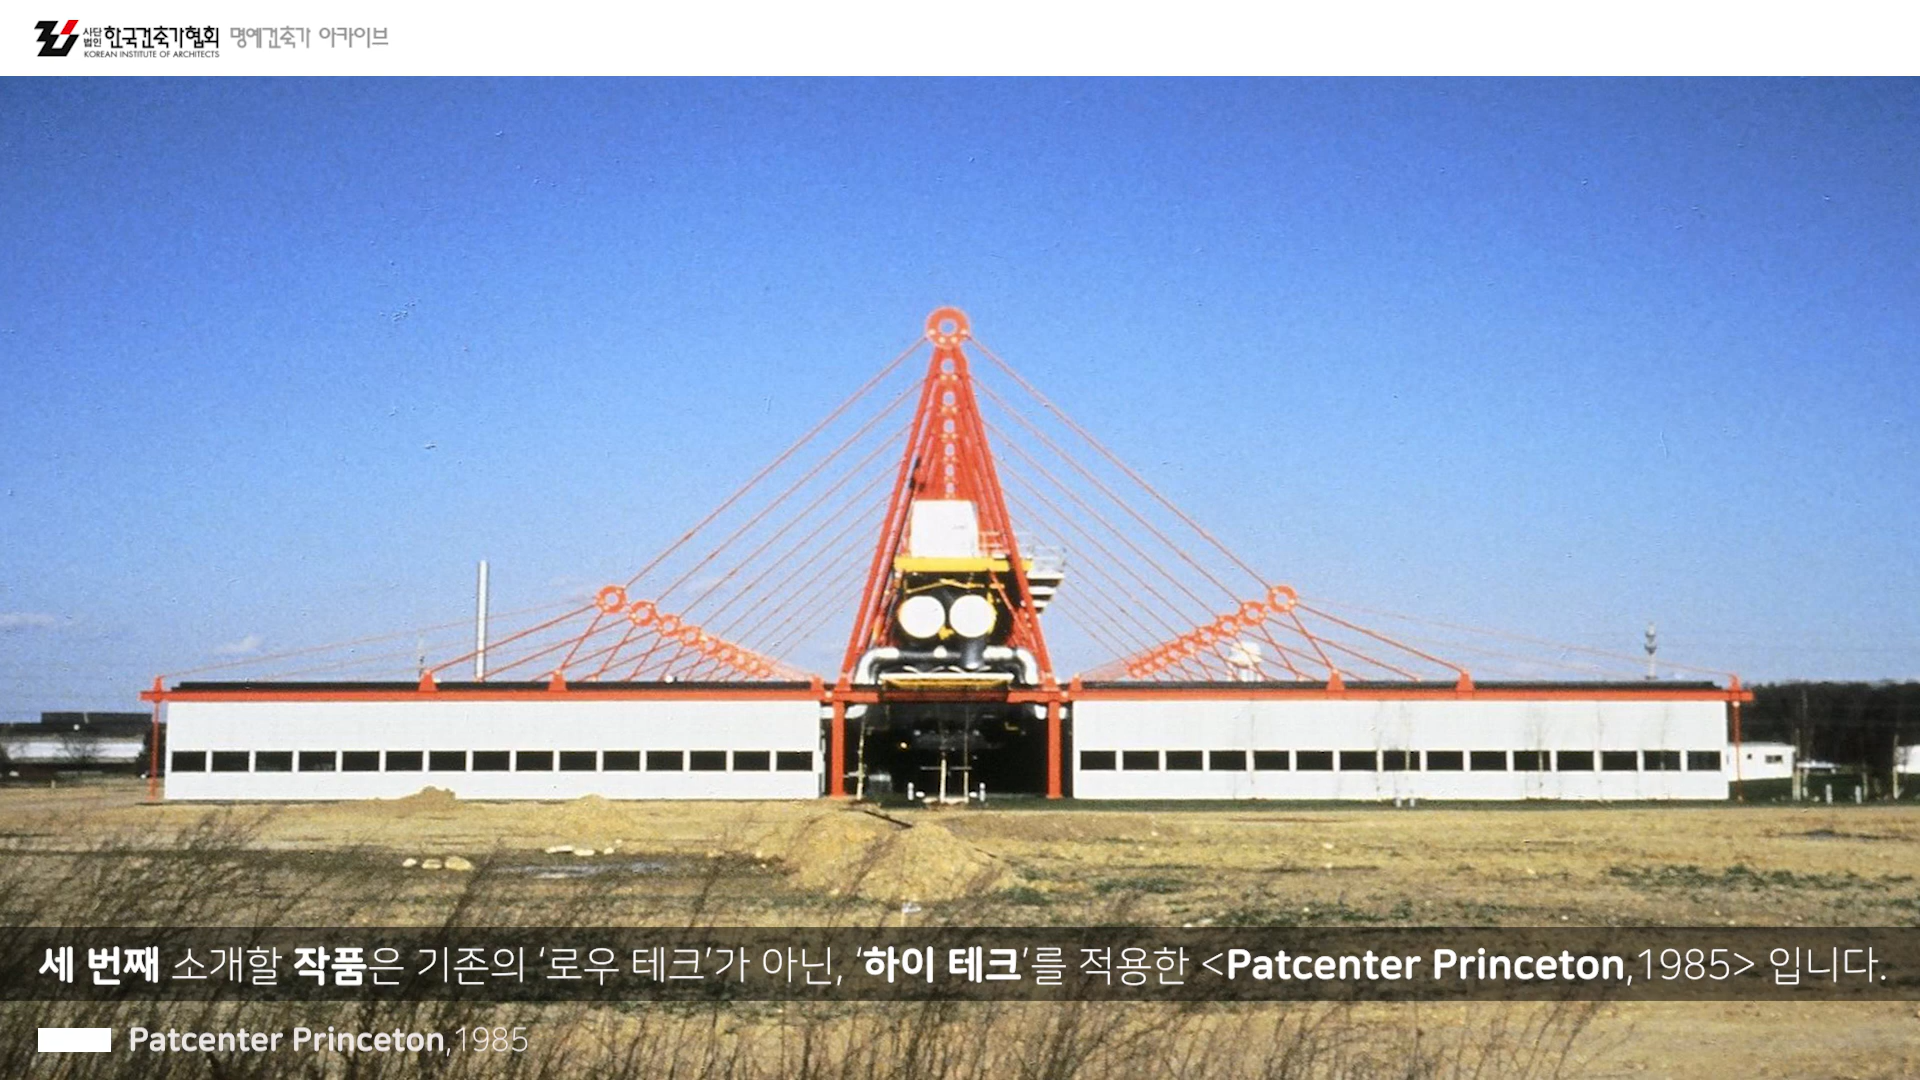 사단법인 한국건축가협회 명예건축가 아카이브
KOREAN INSTITUTE OF ARCHITECTS
세 번째 소개할 작품은 기존의 ‘로우 테크’가 아닌, ‘하이 테크’를 적용한 <Patcenter Princeton,1985> 입니다.
Patcenter Princeton,1985